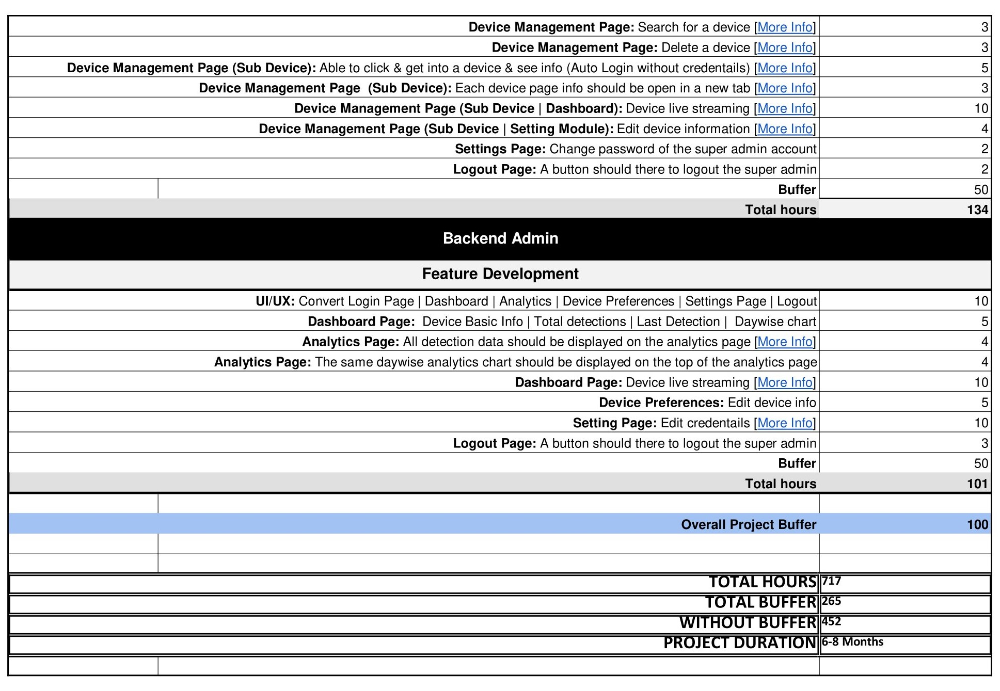 Device Management Page: Search for a device [More Info] 3
Device Management Page: Delete a device [More Info] 3
Device Management Page (Sub Device): Able to click & get into a device & see info (Auto Login without credentails) [More Info] 5
Device Management Page  (Sub Device): Each device page info should be open in a new tab [More Info] 3
Device Management Page (Sub Device | Dashboard): Device live streaming [More Info] 10
Device Management Page (Sub Device | Setting Module): Edit device information [More Info] 4
Settings Page: Change password of the super admin account 2
Logout Page: A button should there to logout the super admin 2
Buffer 50
Total hours 134
Backend Admin
Feature Development
UI/UX: Convert Login Page | Dashboard | Analytics | Device Preferences | Settings Page | Logout 10
Dashboard Page:  Device Basic Info | Total detections | Last Detection |  Daywise chart 5
Analytics Page: All detection data should be displayed on the analytics page [More Info] 4
Analytics Page: The same daywise analytics chart should be displayed on the top of the analytics page 4
Dashboard Page: Device live streaming [More Info] 10
Device Preferences: Edit device info 5
Setting Page: Edit credentails [More Info] 10
Logout Page: A button should there to logout the super admin 3
Buffer 50
Total hours 101
Overall Project Buffer 100
TOTAL HOURS 717
TOTAL BUFFER 265
WITHOUT BUFFER 452
PROJECT DURATION 6-8 Months